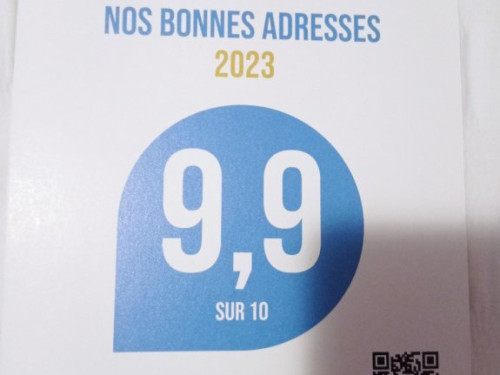 NOS BONNES ADRESSES
2023
9,9
SUR 10